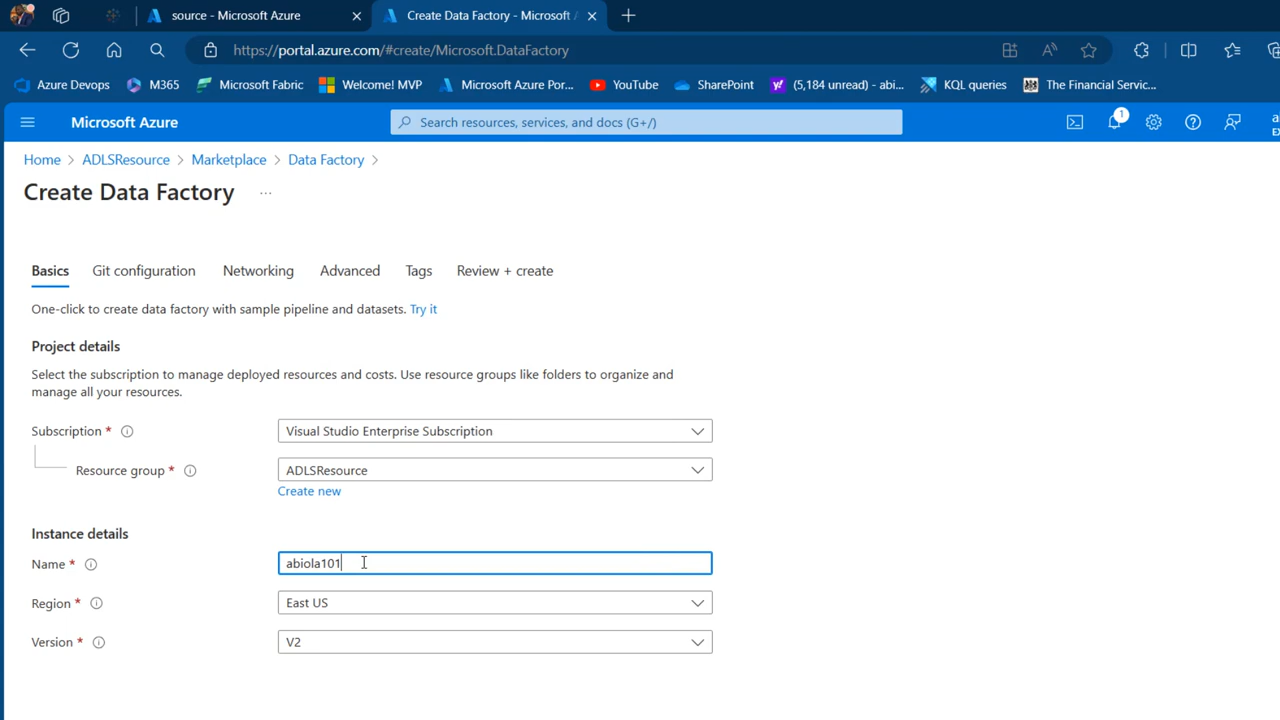 source - Microsoft Azure
Create Data Factory - Microsoft A
https://portal.azure.com/#create/Microsoft.DataFactory
Azure Devops M365 Microsoft Fabric Welcome! MVP Microsoft Azure Por... YouTube SharePoint (5,184 unread) - abi... KQL queries The Financial Servic...
Microsoft Azure
Search resources, services, and docs (G+/)
1
Home > ADLSResource > Marketplace > Data Factory >
Create Data Factory ...
Basics Git configuration Networking Advanced Tags Review + create
One-click to create data factory with sample pipeline and datasets. Try it
Project details
Select the subscription to manage deployed resources and costs. Use resource groups like folders to organize and
manage all your resources.
Subscription * Visual Studio Enterprise Subscription
Resource group * ADLSResource
Create new
Instance details
Name * abiola101
Region * East US
Version * V2